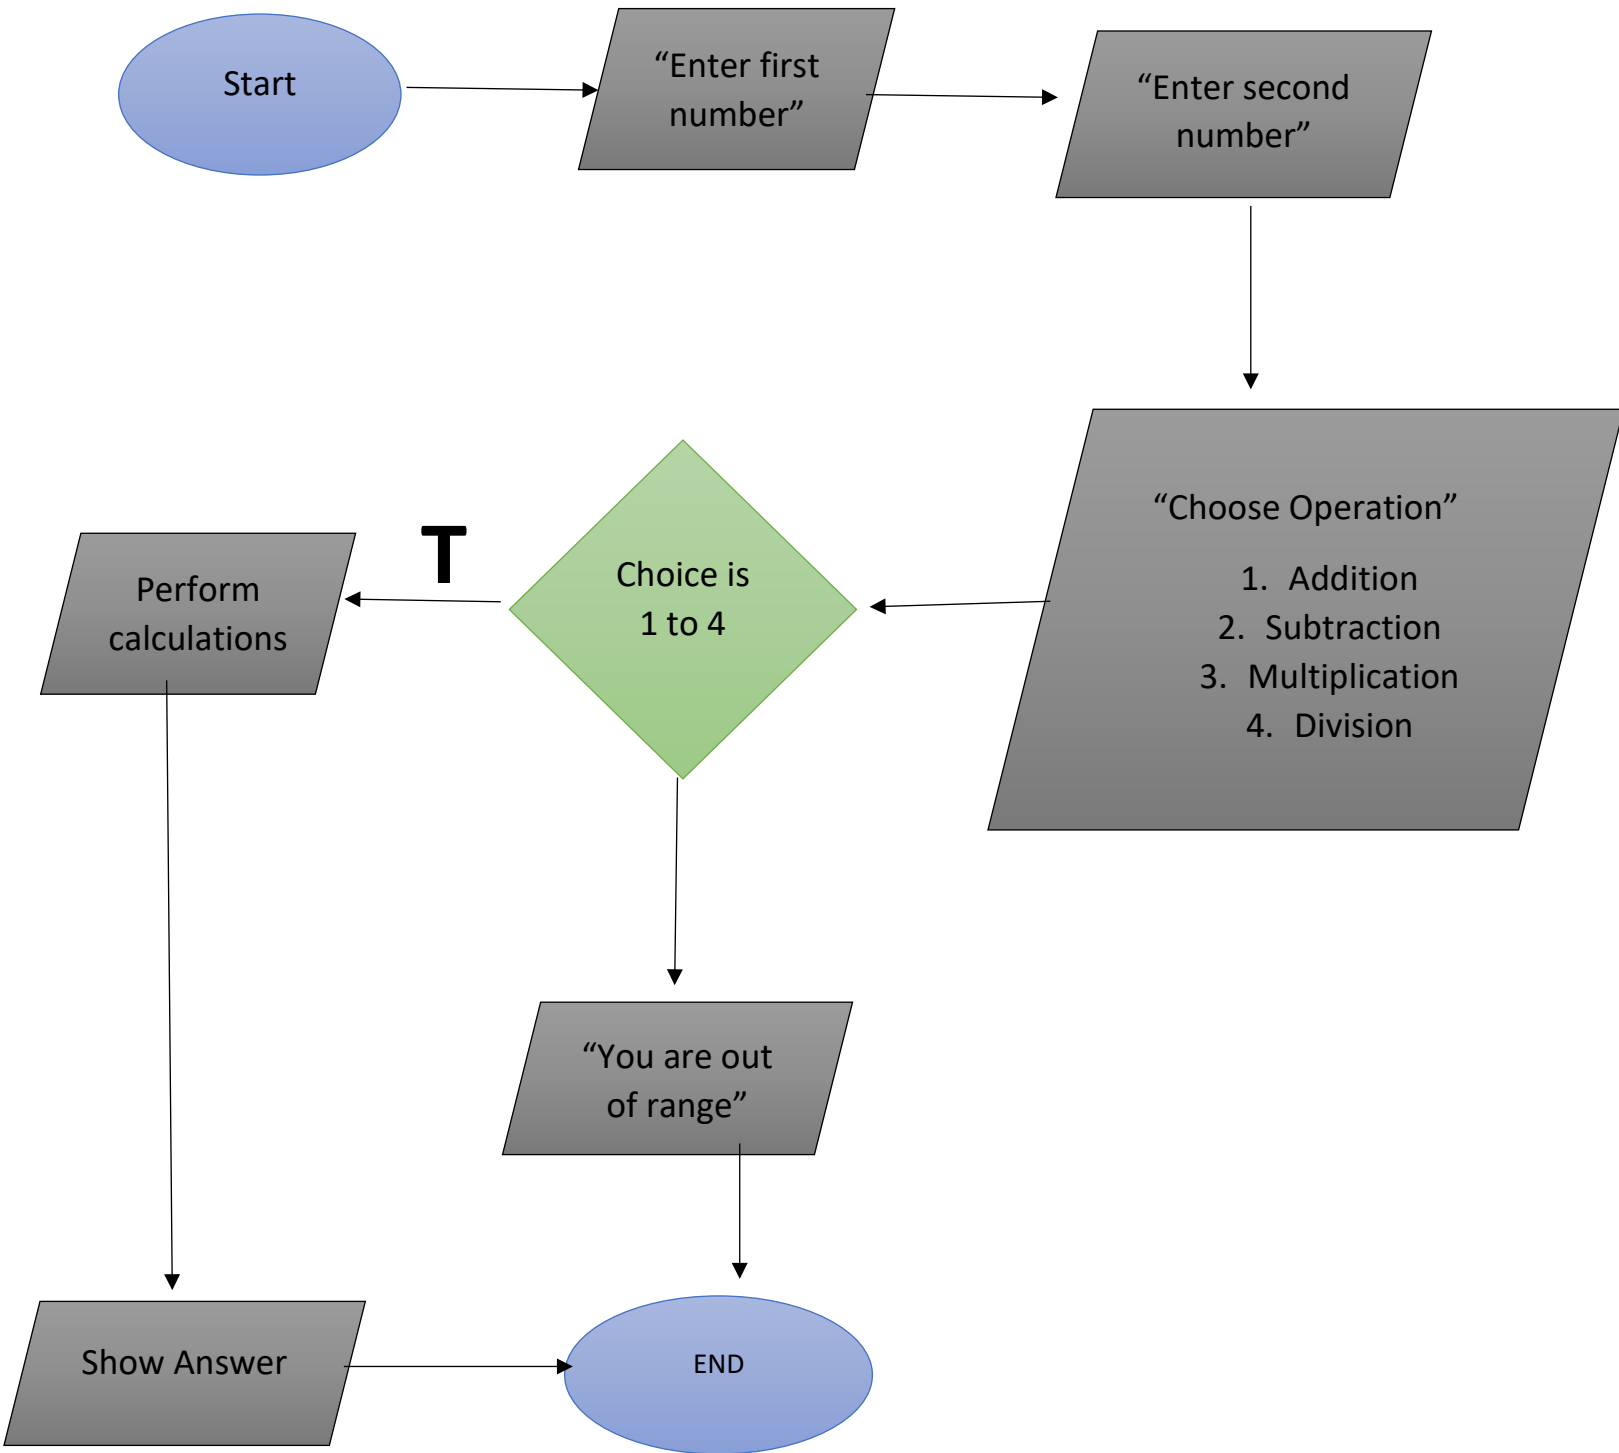 Start
“Enter first
number”
“Enter second
number”
“Choose Operation”
1. Addition
2. Subtraction
3. Multiplication
4. Division
Choice is
1 to 4
T
Perform
calculations
“You are out
of range”
Show Answer
END